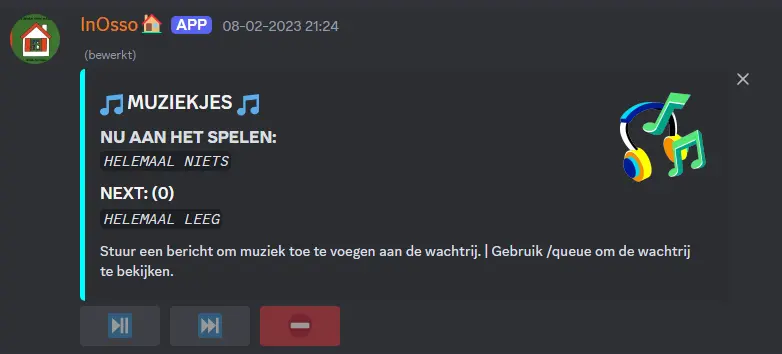 InOsso🏠 APP 08-02-2023 21:24
(bewerkt)
🎵MUZIEKJES 🎵
NU AAN HET SPELEN:
HELEMAAL NIETS
NEXT: (0)
HELEMAAL LEEG
Stuur een bericht om muziek toe te voegen aan de wachtrij. | Gebruik /queue om de wachtrij
te bekijken.